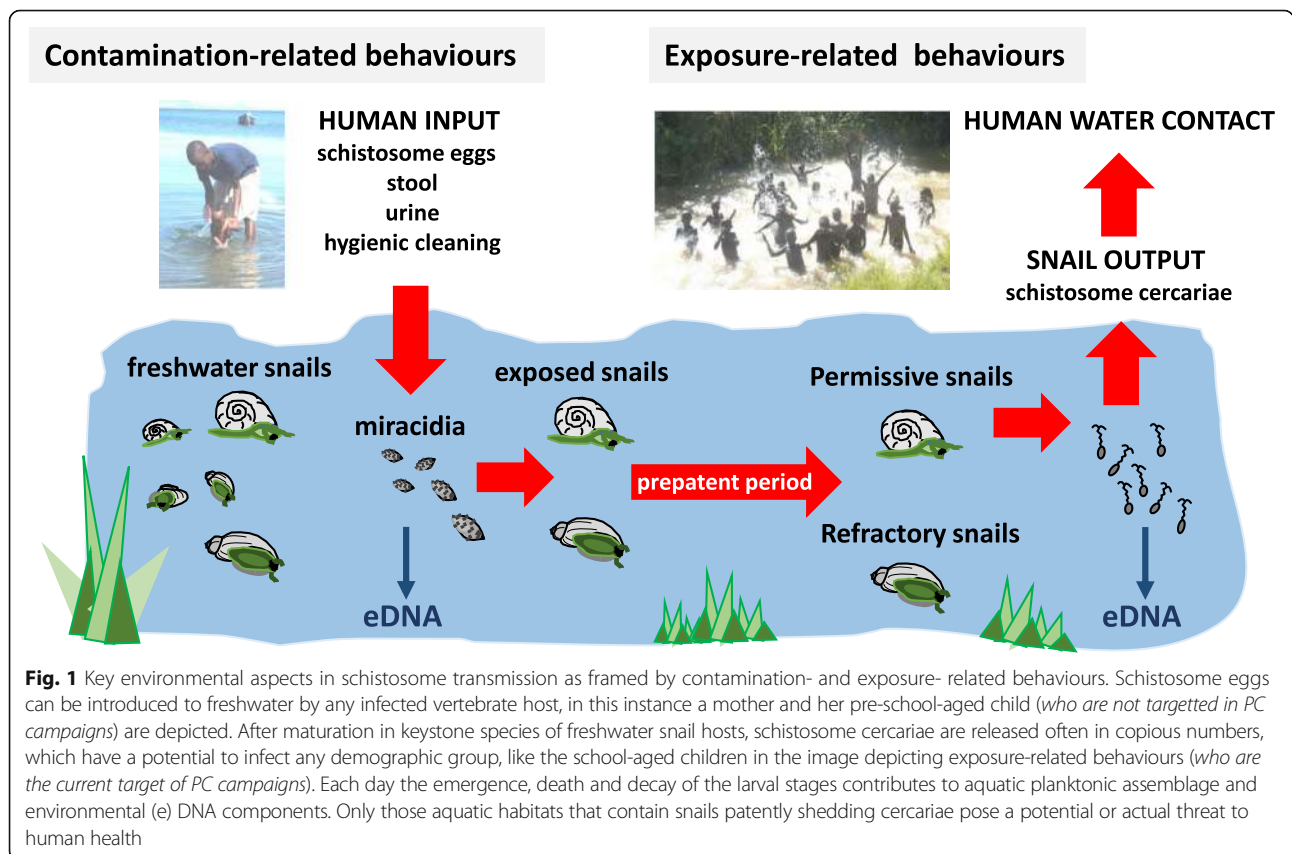 Contamination-related behaviours
Exposure-related behaviours
HUMAN INPUT
schistosome eggs
stool
urine
hygienic cleaning
HUMAN WATER CONTACT
SNAIL OUTPUT
schistosome cercariae
freshwater snails
miracidia
exposed snails
prepatent period
Permissive snails
Refractory snails
eDNA
eDNA
Fig. 1 Key environmental aspects in schistosome transmission as framed by contamination- and exposure- related behaviours. Schistosome eggs
can be introduced to freshwater by any infected vertebrate host, in this instance a mother and her pre-school-aged child (who are not targetted in PC
campaigns) are depicted. After maturation in keystone species of freshwater snail hosts, schistosome cercariae are released often in copious numbers,
which have a potential to infect any demographic group, like the school-aged children in the image depicting exposure-related behaviours (who are
the current target of PC campaigns). Each day the emergence, death and decay of the larval stages contributes to aquatic planktonic assemblage and
environmental (e) DNA components. Only those aquatic habitats that contain snails patently shedding cercariae pose a potential or actual threat to
human health